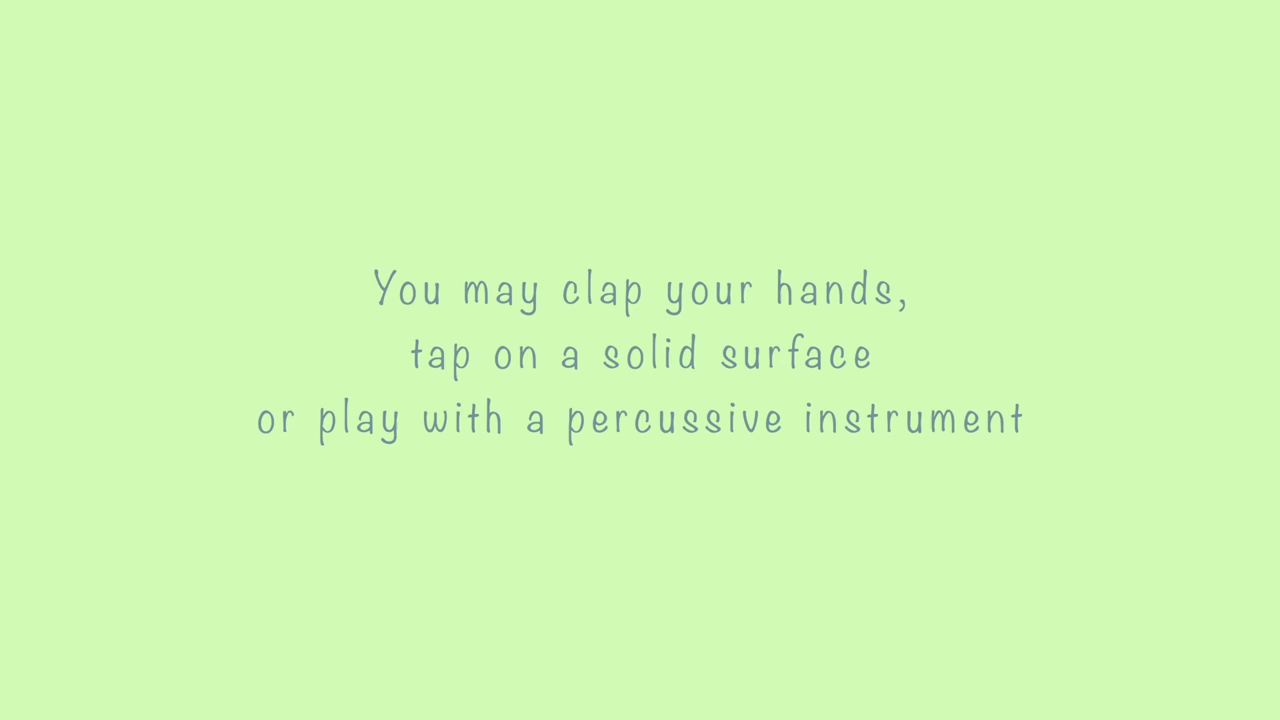 You may clap your hands,
tap on a solid surface
or play with a percussive instrument